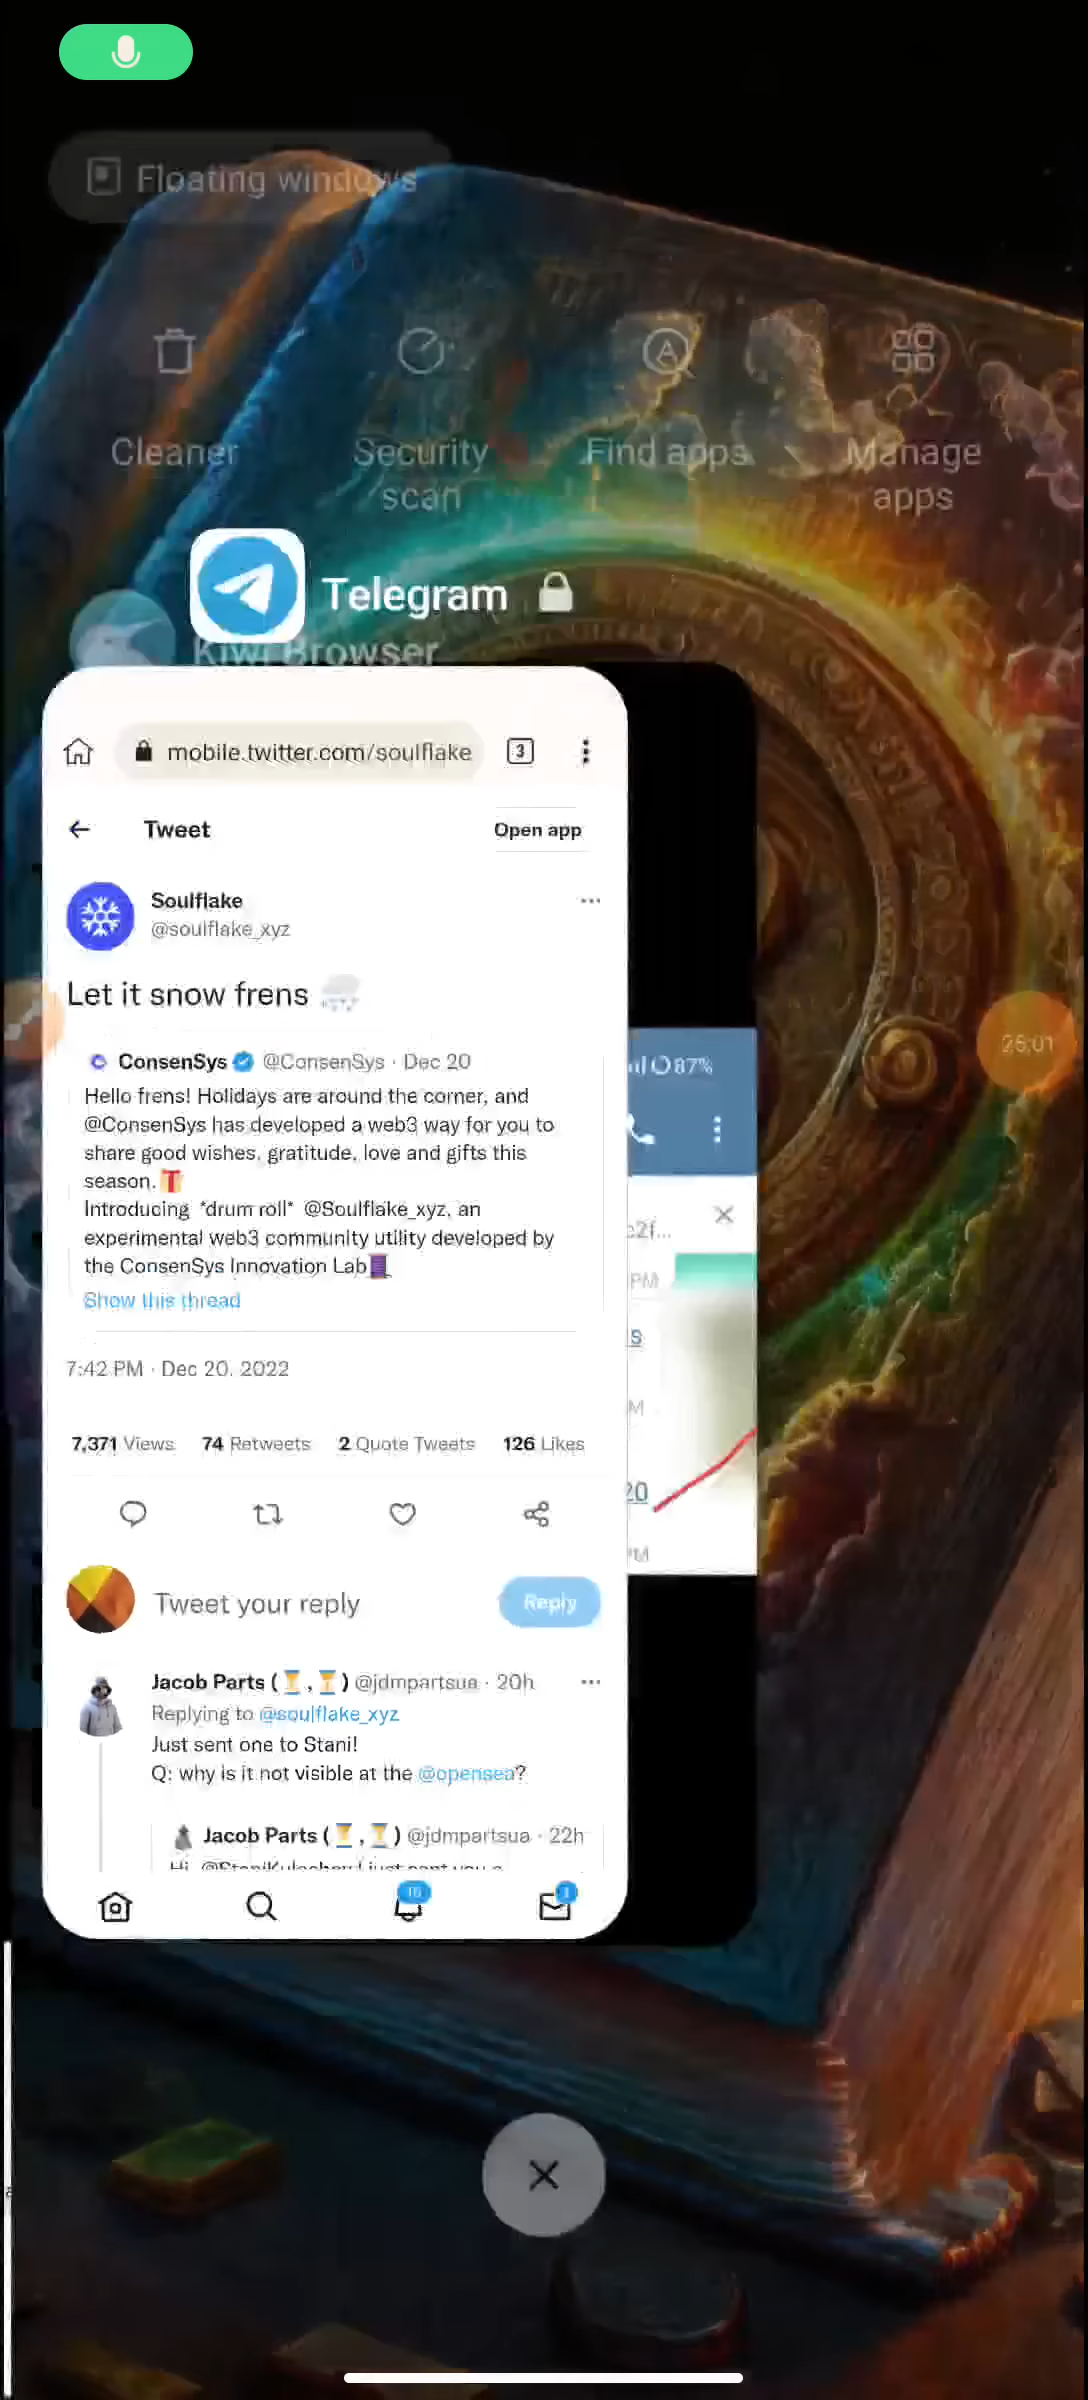 Floating windows
Cleaner
Security scan
Find apps
Manage apps
Telegram
Kiwi Browser
mobile.twitter.com/soulflake
3
Tweet
Open app
Soulflake
@soulflake_xyz
Let it snow frens 🌨
ConsenSys @ConsenSys · Dec 20
Hello frens! Holidays are around the corner, and
@ConsenSys has developed a web3 way for you to
share good wishes, gratitude, love and gifts this
season.🎁
Introducing *drum roll* @Soulflake_xyz, an
experimental web3 community utility developed by
the ConsenSys Innovation Lab
Show this thread
7:42 PM · Dec 20, 2022
7,371 Views 74 Retweets 2 Quote Tweets 126 Likes
Tweet your reply
Reply
Jacob Parts (⏳,⏳) @jdmpartsua · 20h
Replying to @soulflake_xyz
Just sent one to Stani!
Q: why is it not visible at the @opensea?
Jacob Parts (⏳,⏳) @jdmpartsua · 22h
16
1
87%
PM
20
25:01